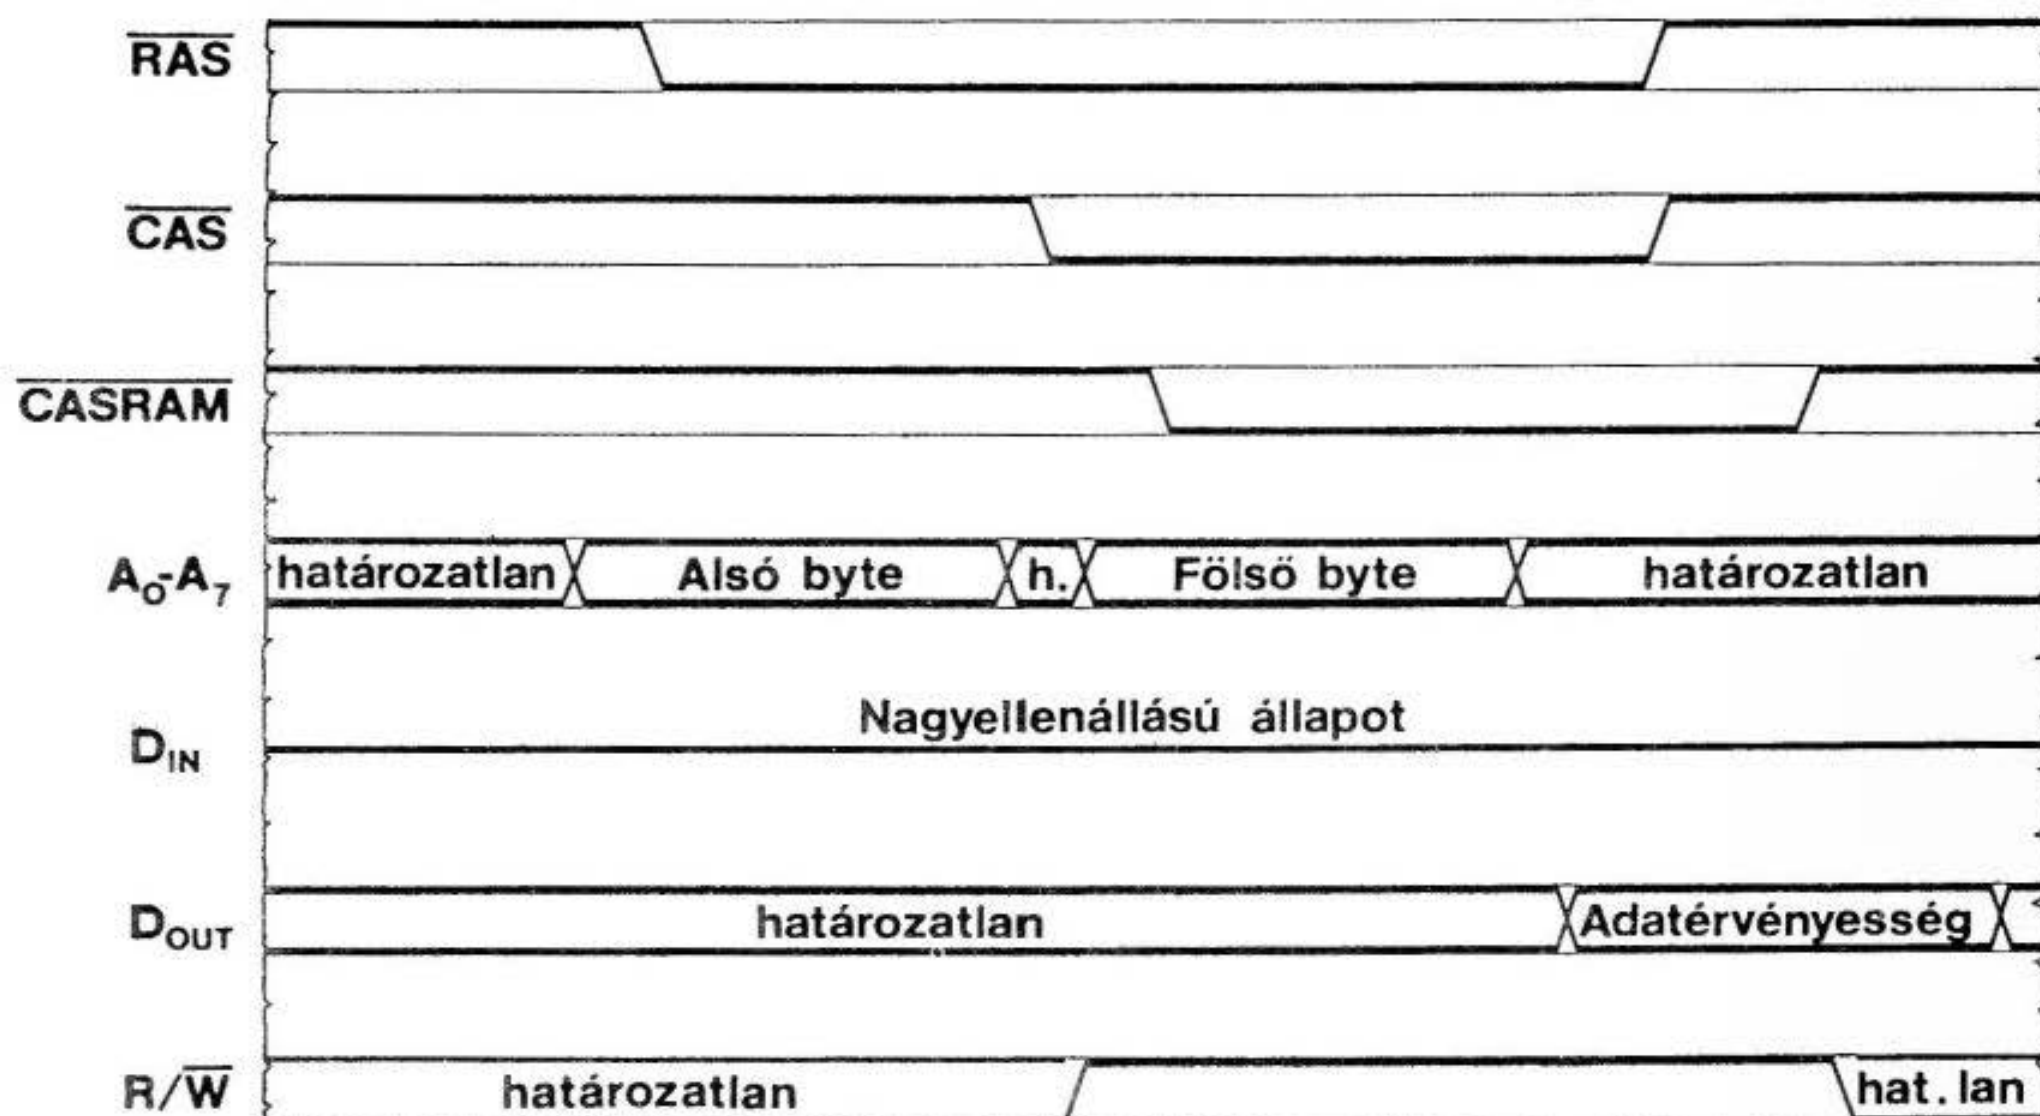 RAS
CAS
CASRAM
A0-A7 határozatlan Alsó byte h. Fölső byte határozatlan
Nagyellenállású állapot
DIN
DOUT határozatlan Adatérvényesség
R/W határozatlan hat.lan